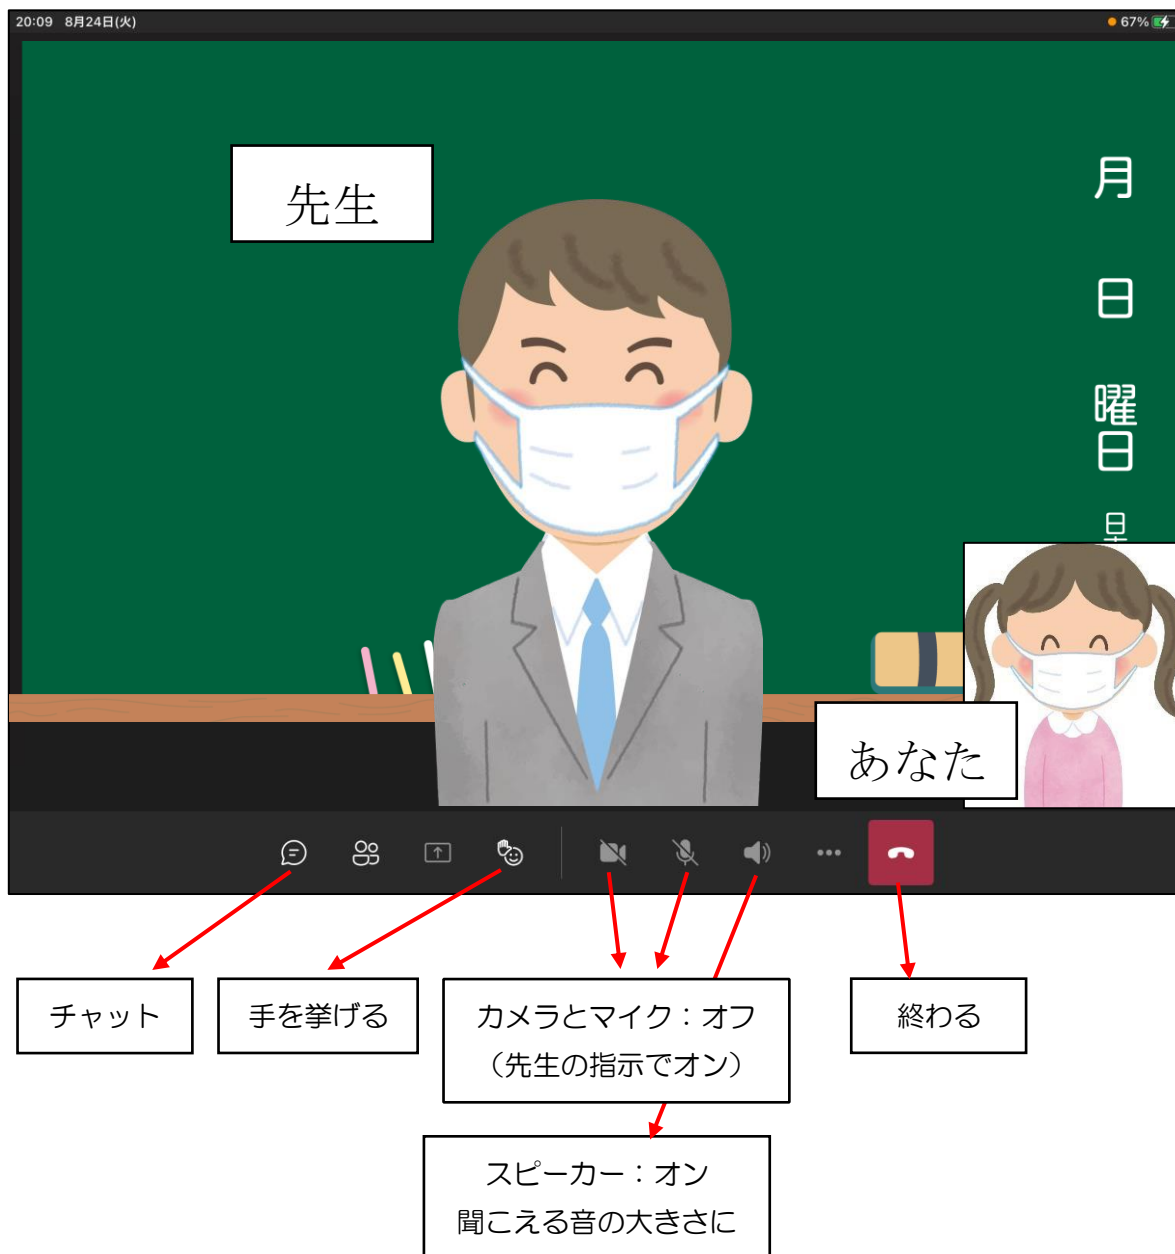 20:09 8月24日(火)
67%
先生
月
日
曜日
あなた
チャット
手を挙げる
カメラとマイク：オフ
（先生の指示でオン）
終わる
スピーカー：オン
聞こえる音の大きさに